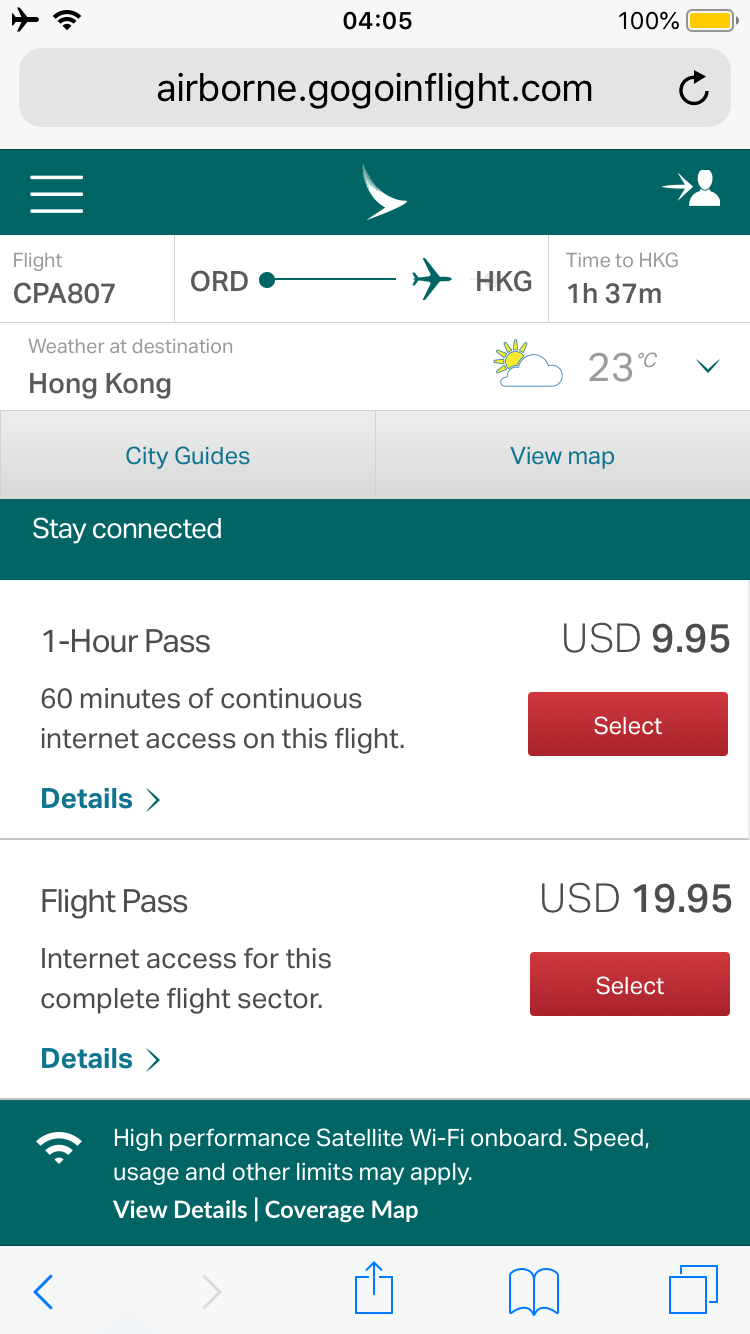 04:05
100%
airborne.gogoinflight.com
Flight
CPA807
ORD
HKG
Time to HKG
1h 37m
Weather at destination
Hong Kong
23 °C
City Guides
View map
Stay connected
1-Hour Pass
USD 9.95
60 minutes of continuous
internet access on this flight.
Select
Details
Flight Pass
USD 19.95
Internet access for this
complete flight sector.
Select
Details
High performance Satellite Wi-Fi onboard. Speed,
usage and other limits may apply.
View Details | Coverage Map